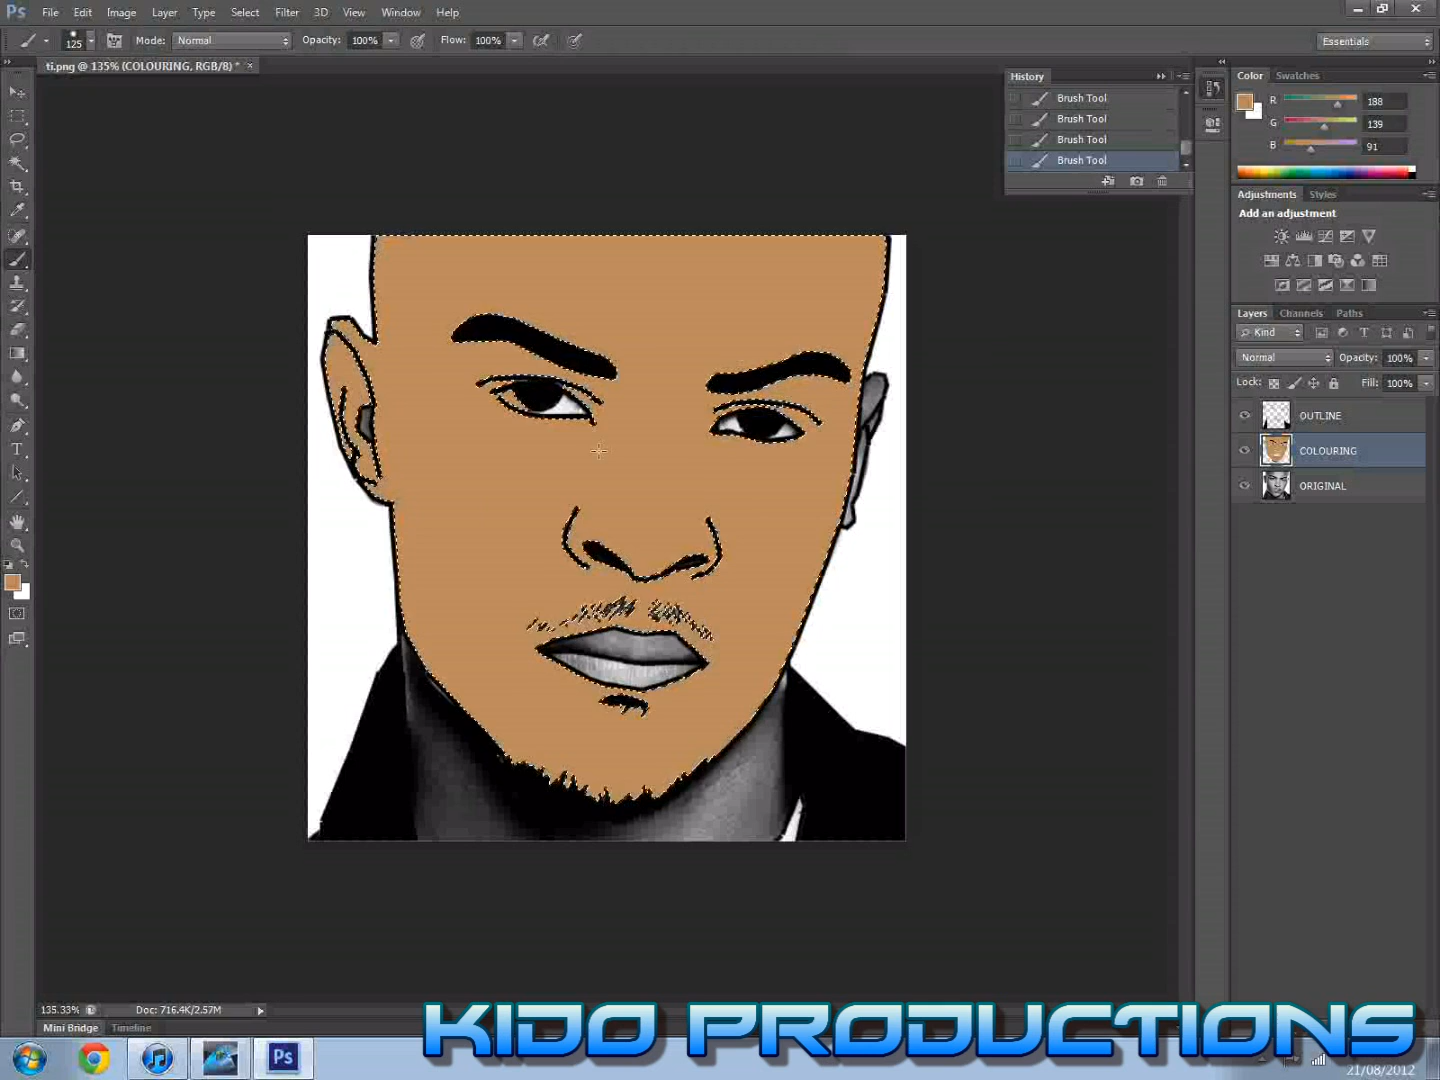 Ps File Edit Image Layer Type Select Filter 3D View Window Help
125 Mode: Normal Opacity: 100% Flow: 100% Essentials
ti.png @ 135% (COLOURING, RGB/8) * ×
History
Brush Tool
Brush Tool
Brush Tool
Brush Tool
Color Swatches
R 188
G 139
B 91
Adjustments Styles
Add an adjustment
Layers Channels Paths
Kind T
Normal Opacity: 100%
Lock: Fill: 100%
OUTLINE
COLOURING
ORIGINAL
T
135.33% Doc: 716.4K/2.57M
Mini Bridge Timeline
KIDO PRODUCTIONS
Ps
21/08/2012